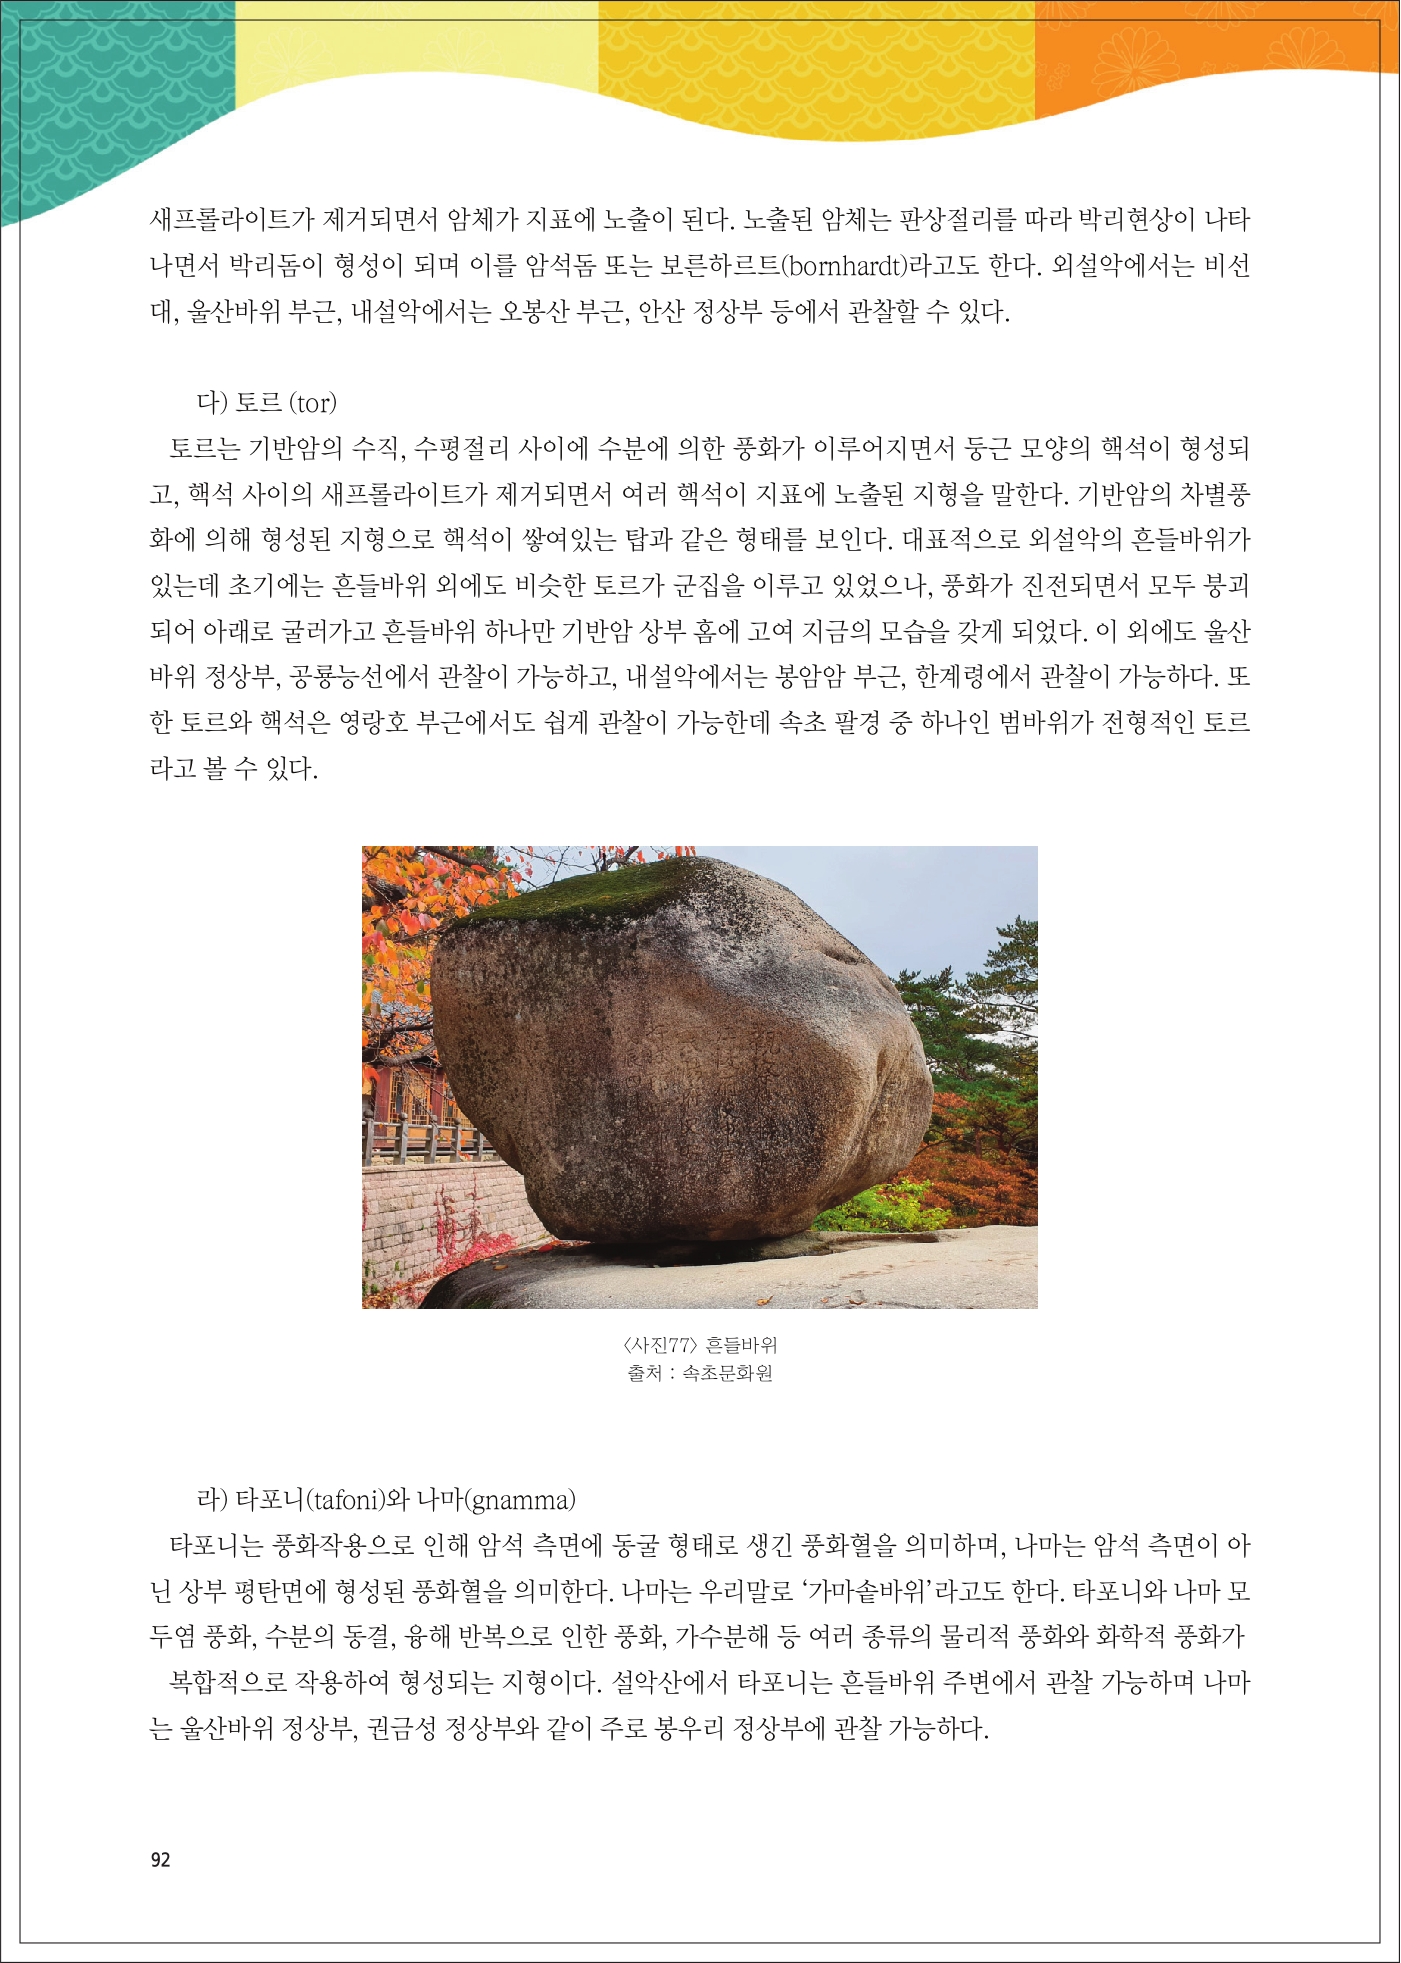 새프롤라이트가 제거되면서 암체가 지표에 노출이 된다. 노출된 암체는 판상절리를 따라 박리현상이 나타
나면서 박리돔이 형성이 되며 이를 암석돔 또는 보른하르트(bornhardt)라고도 한다. 외설악에서는 비선
대, 울산바위 부근, 내설악에서는 오봉산 부근, 안산 정상부 등에서 관찰할 수 있다.
다) 토르 (tor)
토르는 기반암의 수직, 수평절리 사이에 수분에 의한 풍화가 이루어지면서 둥근 모양의 핵석이 형성되
고, 핵석 사이의 새프롤라이트가 제거되면서 여러 핵석이 지표에 노출된 지형을 말한다. 기반암의 차별풍
화에 의해 형성된 지형으로 핵석이 쌓여있는 탑과 같은 형태를 보인다. 대표적으로 외설악의 흔들바위가
있는데 초기에는 흔들바위 외에도 비슷한 토르가 군집을 이루고 있었으나, 풍화가 진전되면서 모두 붕괴
되어 아래로 굴러가고 흔들바위 하나만 기반암 상부 홈에 고여 지금의 모습을 갖게 되었다. 이 외에도 울산
바위 정상부, 공룡능선에서 관찰이 가능하고, 내설악에서는 봉암암 부근, 한계령에서 관찰이 가능하다. 또
한 토르와 핵석은 영랑호 부근에서도 쉽게 관찰이 가능한데 속초 팔경 중 하나인 범바위가 전형적인 토르
라고 볼 수 있다.
〈사진77〉 흔들바위
출처 : 속초문화원
라) 타포니(tafoni)와 나마(gnamma)
타포니는 풍화작용으로 인해 암석 측면에 동굴 형태로 생긴 풍화혈을 의미하며, 나마는 암석 측면이 아
닌 상부 평탄면에 형성된 풍화혈을 의미한다. 나마는 우리말로 ‘가마솥바위’라고도 한다. 타포니와 나마 모
두염 풍화, 수분의 동결, 융해 반복으로 인한 풍화, 가수분해 등 여러 종류의 물리적 풍화와 화학적 풍화가
복합적으로 작용하여 형성되는 지형이다. 설악산에서 타포니는 흔들바위 주변에서 관찰 가능하며 나마
는 울산바위 정상부, 권금성 정상부와 같이 주로 봉우리 정상부에 관찰 가능하다.
92